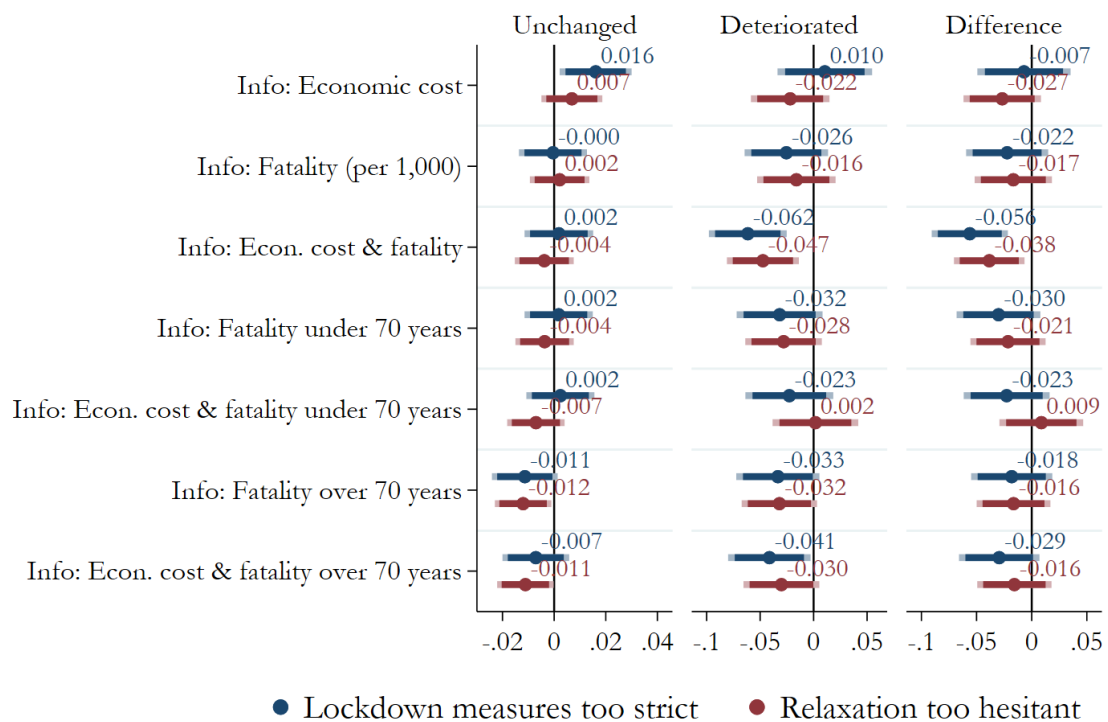 Unchanged Deteriorated Difference
0.016 0.010 -0.007
Info: Economic cost
0.007 -0.022 -0.027
-0.000 -0.026 -0.022
Info: Fatality (per 1,000)
0.002 -0.016 -0.017
0.002 -0.062 -0.056
Info: Econ. cost & fatality
-0.004 -0.047 -0.038
0.002 -0.032 -0.030
Info: Fatality under 70 years
-0.004 -0.028 -0.021
0.002 -0.023 -0.023
Info: Econ. cost & fatality under 70 years
-0.007 0.002 0.009
-0.011 -0.033 -0.018
Info: Fatality over 70 years
-0.012 -0.032 -0.016
-0.007 -0.041 -0.029
Info: Econ. cost & fatality over 70 years
-0.011 -0.030 -0.016
-.02 0 .02 .04 -.1 -.05 0 .05 -.1 -.05 0 .05
Lockdown measures too strict Relaxation too hesitant